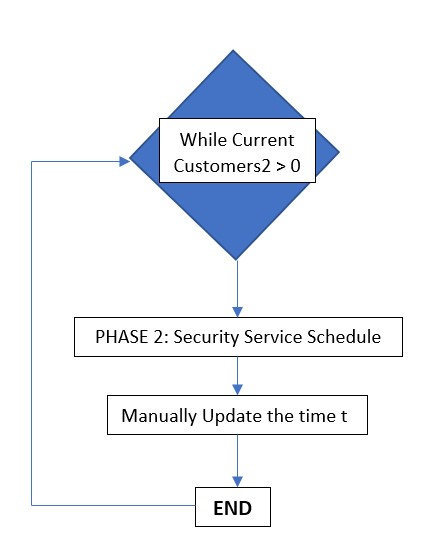 While Current
Customers2 > 0
PHASE 2: Security Service Schedule
Manually Update the time t
END